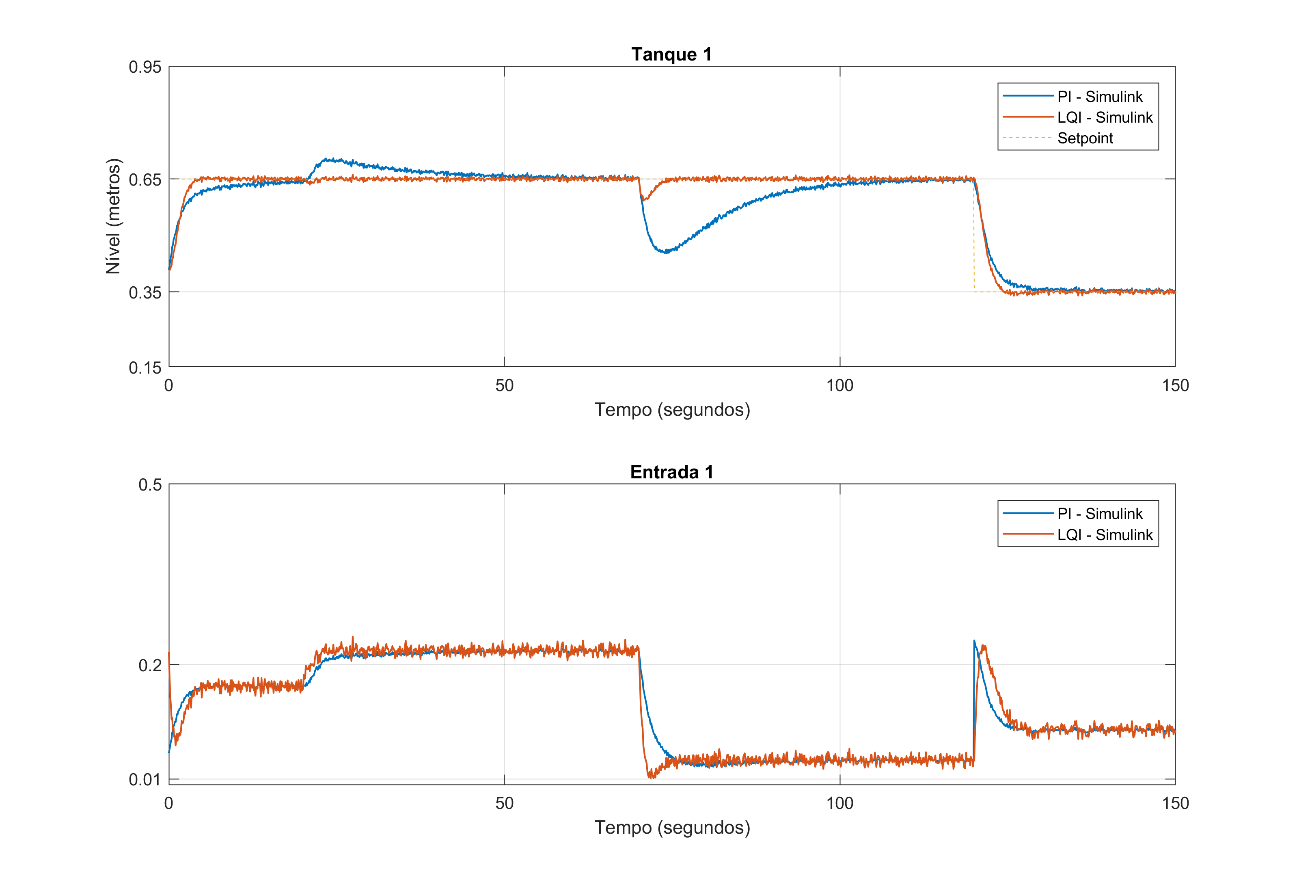 Tanque 1
0.95
0.65
0.35
0.15
Nível (metros)
PI - Simulink
LQI - Simulink
Setpoint
0
50
100
150
Tempo (segundos)
Entrada 1
0.5
0.2
0.01
PI - Simulink
LQI - Simulink
0
50
100
150
Tempo (segundos)